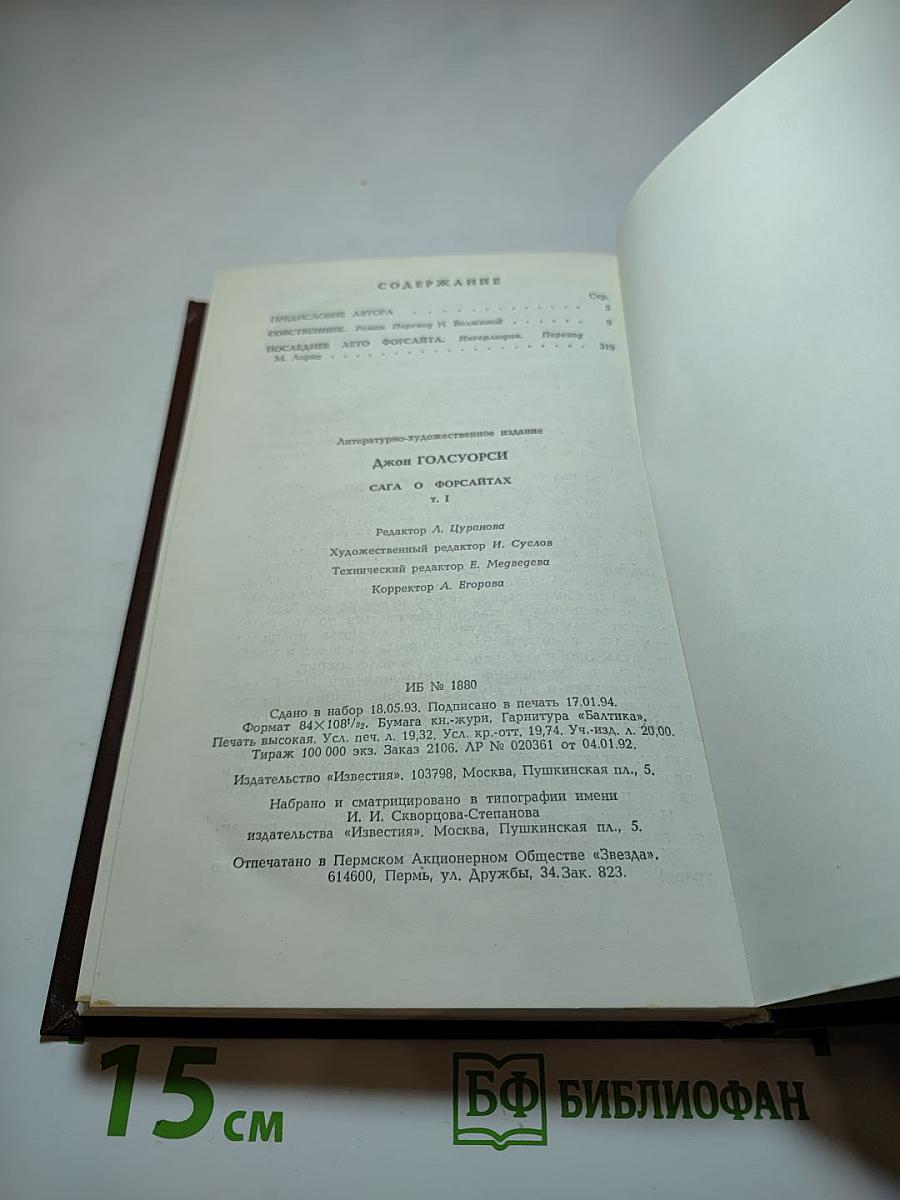 СОДЕРЖАНИЕ
Стр.
ПРЕДИСЛОВИЕ АВТОРА . . . . . . . . . . . . 5
СОБСТВЕННИК. Роман. Перевод Н. Волжиной . . . . . . 9
ПОСЛЕДНЕЕ ЛЕТО ФОРСАЙТА. Интерлюдия. Перевод
М. Лорие . . . . . . . . . . . . . . . . . . 319
Литературно-художественное издание
Джон ГОЛСУОРСИ
САГА О ФОРСАЙТАХ
т. I
Редактор Л. Цуранова
Художественный редактор И. Суслов
Технический редактор Е. Медведева
Корректор А. Егорова
ИБ № 1880
Сдано в набор 18.05.93. Подписано в печать 17.01.94.
Формат 84×108¹/₃₂. Бумага кн.-журн. Гарнитура «Балтика».
Печать высокая. Усл. печ. л. 19,32. Усл. кр.-отт. 19,74. Уч.-изд. л. 20,00.
Тираж 100 000 экз. Заказ 2106. ЛР № 020361 от 04.01.92.
Издательство «Известия». 103798, Москва, Пушкинская пл., 5.
Набрано и сматрицировано в типографии имени
И. И. Скворцова-Степанова
издательства «Известия». Москва, Пушкинская пл., 5.
Отпечатано в Пермском Акционерном Обществе «Звезда».
614600, Пермь, ул. Дружбы, 34. Зак. 823.
15 см
БФ БИБЛИОФАН